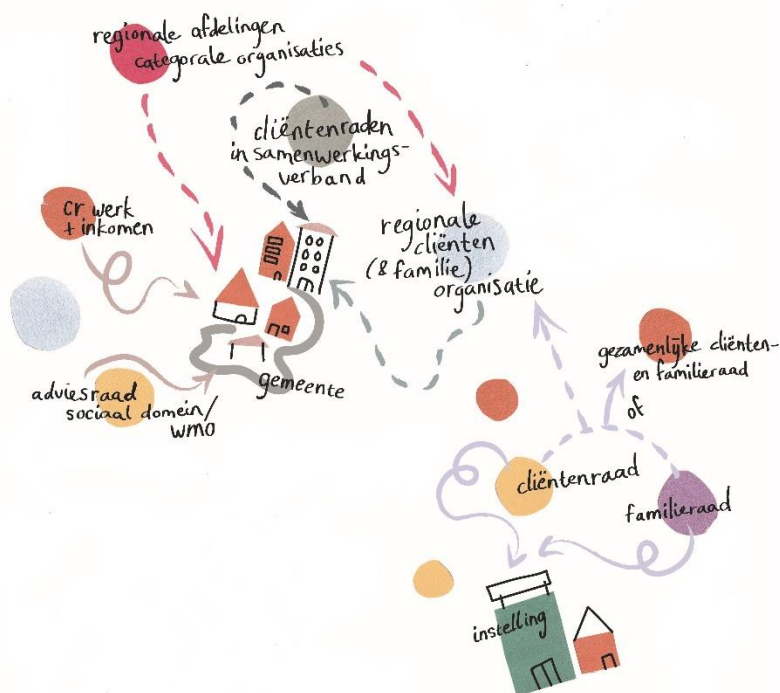 regionale afdelingen
categorale organisaties
cliëntenraden
in samenwerkings-
verband
cr werk
+ inkomen
regionale
cliënten
(& familie)
organisatie
gemeente
adviesraad
sociaal domein/
WMO
gezamenlijke cliënten-
en familieraad
of
cliëntenraad
familieraad
instelling